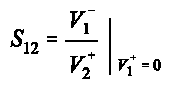 S₁₂ = V₁⁻ / V₂⁺ | V₁⁺ = 0